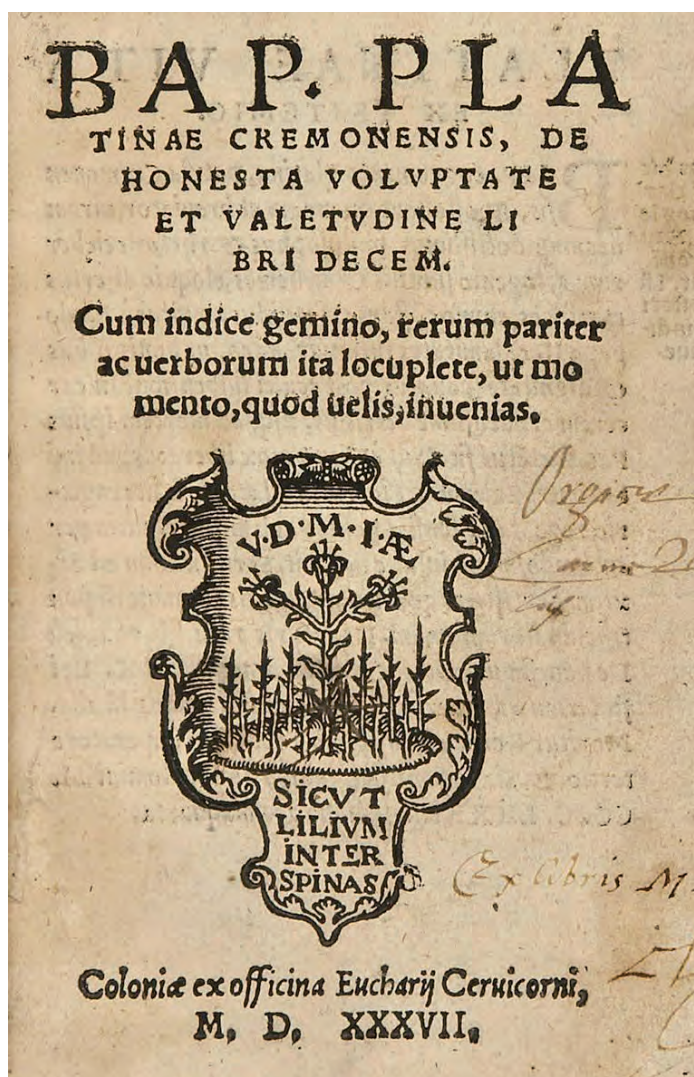 BAP. PLA
TINAE CREMONENSIS, DE
HONESTA VOLVPTATE
ET VALETVDINE LI
BRI DECEM.
Cum indice gemino, rerum pariter
ac uerborum ita locuplete, ut mo
mento, quod uelis, inuenias.
V·D·M·I·Æ
SICVT
LILIVM
INTER
SPINAS
Ex libris M
Coloniæ ex officina Eucharij Ceruicorni,
M. D. XXXVII.